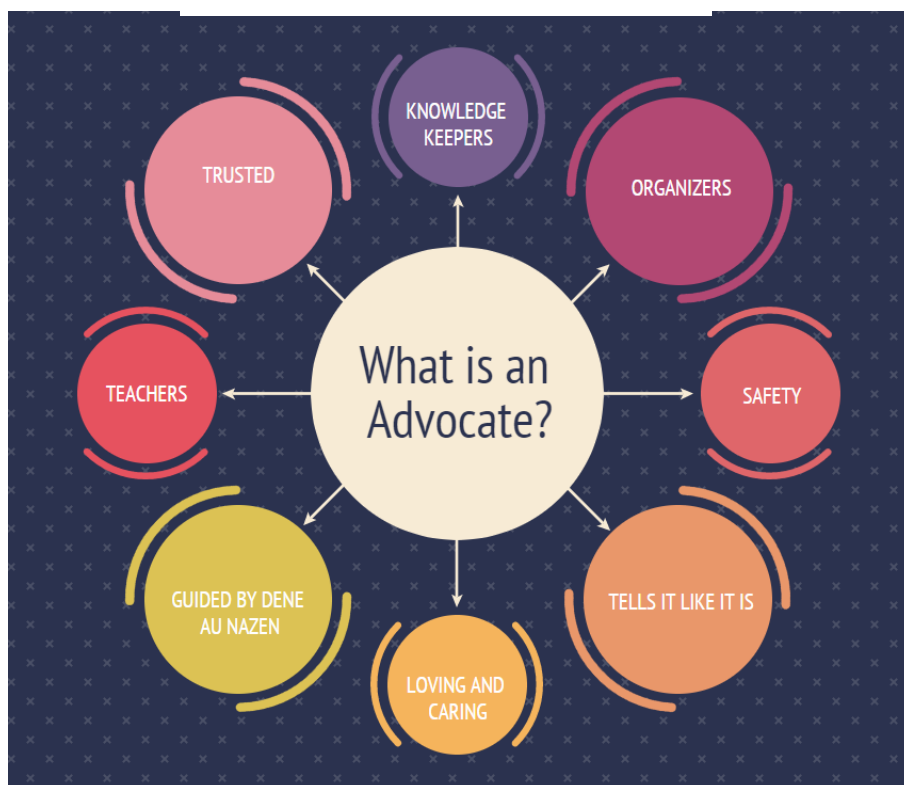 What is an
Advocate?
KNOWLEDGE
KEEPERS
ORGANIZERS
SAFETY
TELLS IT LIKE IT IS
LOVING AND
CARING
GUIDED BY DENE
AU NAZEN
TEACHERS
TRUSTED